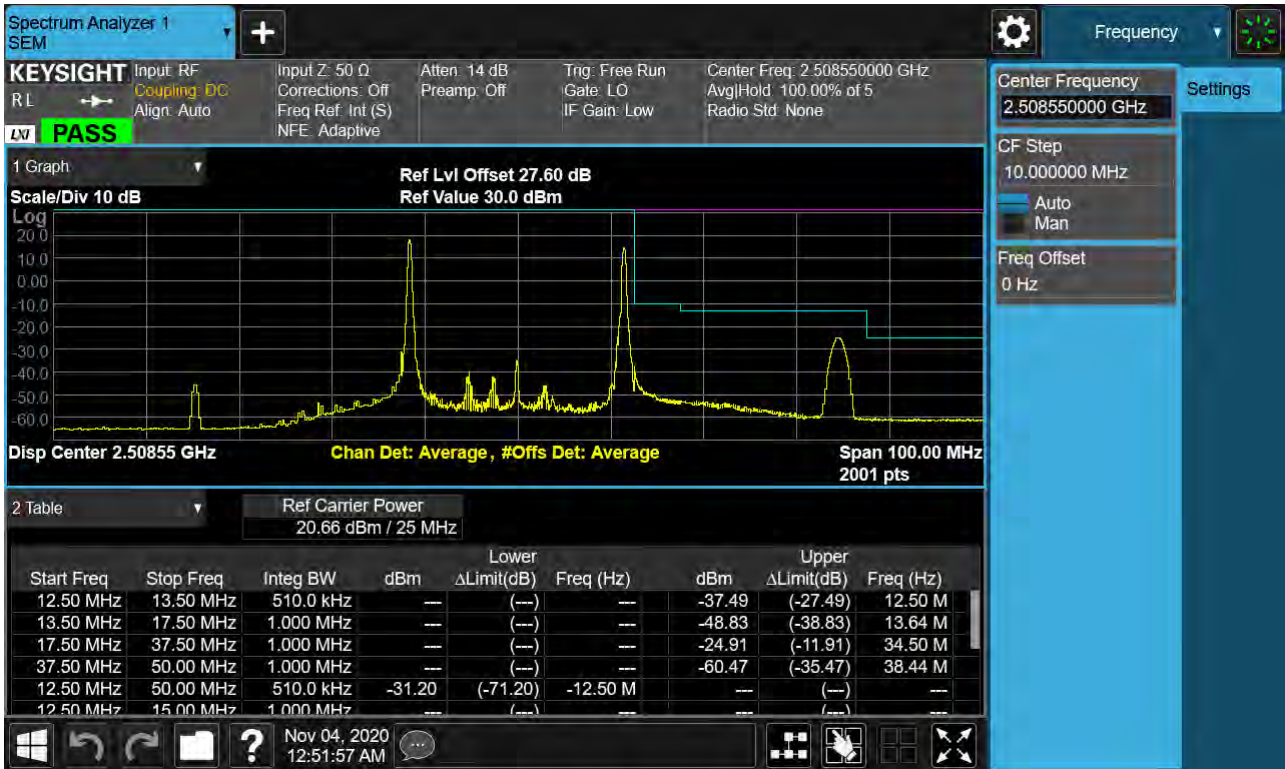 Spectrum Analyzer 1
SEM
Frequency
KEYSIGHT
R L
LXI
PASS
Input: RF
Coupling: DC
Align: Auto
Input Z: 50 Ω
Corrections: Off
Freq Ref: Int (S)
NFE: Adaptive
Atten: 14 dB
Preamp: Off
Trig: Free Run
Gate: LO
IF Gain: Low
Center Freq: 2.508550000 GHz
Avg|Hold: 100.00% of 5
Radio Std: None
Center Frequency
2.508550000 GHz
Settings
CF Step
10.000000 MHz
Auto
Man
Freq Offset
0 Hz
1 Graph
Scale/Div 10 dB
Ref Lvl Offset 27.60 dB
Ref Value 30.0 dBm
Log
20.0
10.0
0.00
-10.0
-20.0
-30.0
-40.0
-50.0
-60.0
Disp Center 2.50855 GHz
Chan Det: Average, #Offs Det: Average
Span 100.00 MHz
2001 pts
2 Table
Ref Carrier Power
20.66 dBm / 25 MHz
Lower Upper
Start Freq Stop Freq Integ BW dBm ΔLimit(dB) Freq (Hz) dBm ΔLimit(dB) Freq (Hz)
12.50 MHz 13.50 MHz 510.0 kHz --- (---) --- -37.49 (-27.49) 12.50 M
13.50 MHz 17.50 MHz 1.000 MHz --- (---) --- -48.83 (-38.83) 13.64 M
17.50 MHz 37.50 MHz 1.000 MHz --- (---) --- -24.91 (-11.91) 34.50 M
37.50 MHz 50.00 MHz 1.000 MHz --- (---) --- -60.47 (-35.47) 38.44 M
12.50 MHz 50.00 MHz 510.0 kHz -31.20 (-71.20) -12.50 M --- (---) ---
12.50 MHz 15.00 MHz 1.000 MHz --- (---) --- --- (---) ---
?
Nov 04, 2020
12:51:57 AM